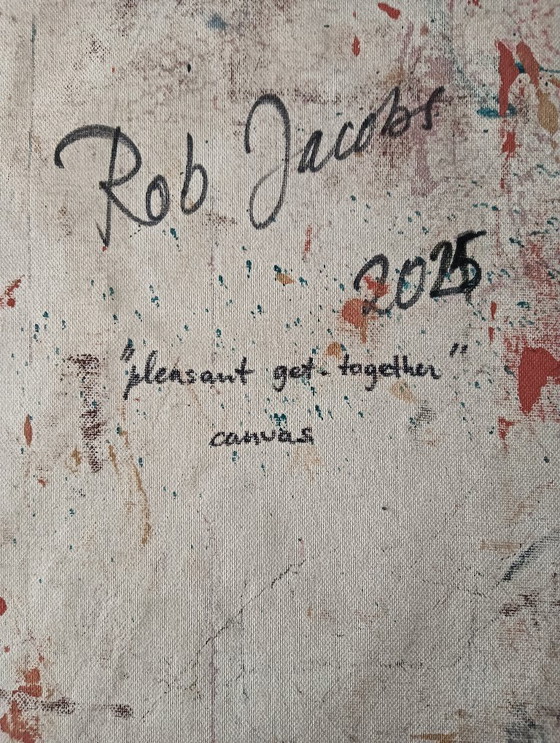 Rob Jacobs
2025
"pleasant get-together"
canvas